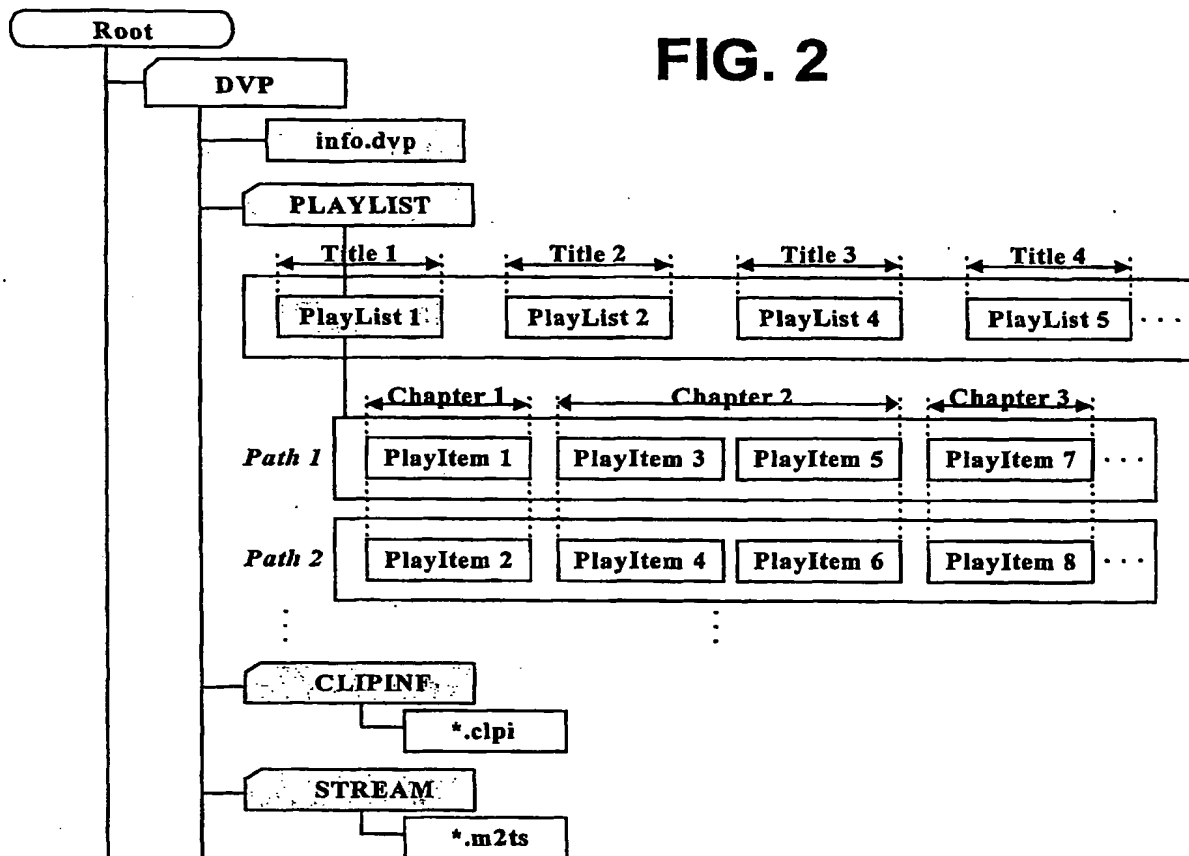 Root
FIG. 2
DVP
info.dvp
PLAYLIST
Title 1 Title 2 Title 3 Title 4
PlayList 1 PlayList 2 PlayList 4 PlayList 5 . . .
Chapter 1 Chapter 2 Chapter 3
Path 1 PlayItem 1 PlayItem 3 PlayItem 5 PlayItem 7 . . .
Path 2 PlayItem 2 PlayItem 4 PlayItem 6 PlayItem 8 . . .
CLIPINF
*.clpi
STREAM
*.m2ts